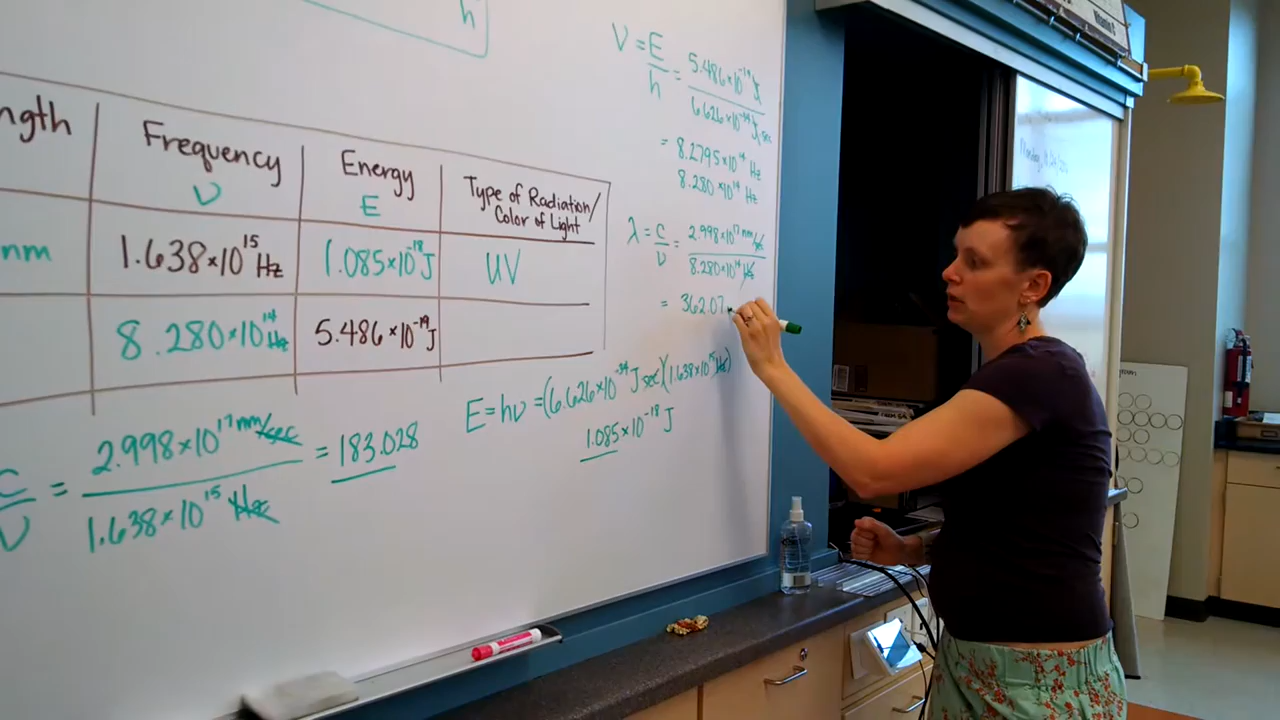 h
ngth
Frequency
ν
Energy
E
Type of Radiation/
Color of Light
nm
1.638×10¹⁵ Hz
1.085×10⁻¹⁸ J
UV
8.280×10¹⁴ Hz
5.486×10⁻¹⁹ J
c/ν = 2.998×10¹⁷ nm/sec / 1.638×10¹⁵ Hz = 183.028
E=hν=(6.626×10⁻³⁴ J sec)(1.638×10¹⁵ Hz)
1.085×10⁻¹⁸ J
ν = E/h = 5.486×10⁻¹⁹ J / 6.626×10⁻³⁴ J·sec
= 8.2795×10¹⁴ Hz
8.280×10¹⁴ Hz
λ = c/ν = 2.998×10¹⁷ nm/sec / 8.280×10¹⁴ Hz
= 362.07
Monday,